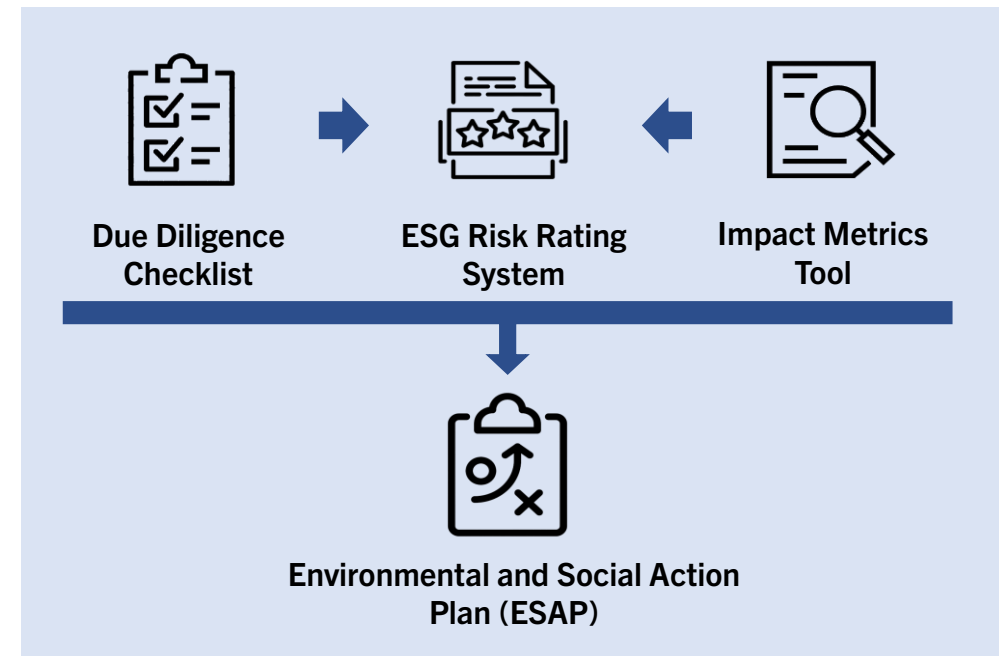 Due Diligence
Checklist
ESG Risk Rating
System
Impact Metrics
Tool
Environmental and Social Action
Plan (ESAP)